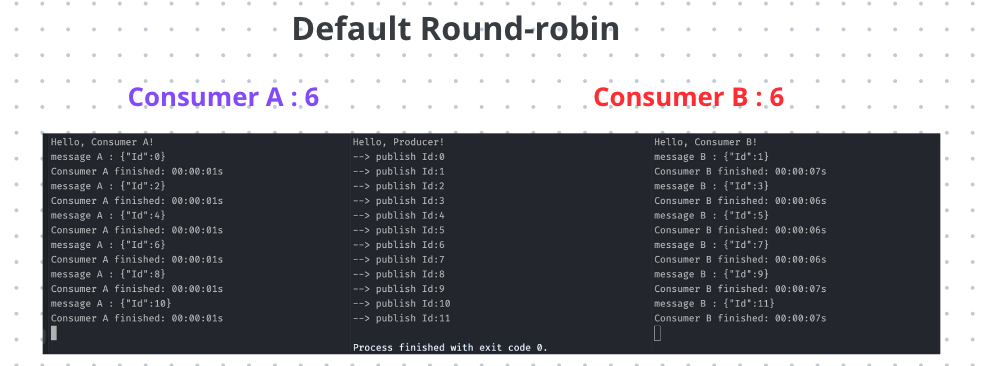 Default Round-robin
Consumer A : 6
Consumer B : 6
Hello, Consumer A!
message A : {"Id":0}
Consumer A finished: 00:00:01s
message A : {"Id":2}
Consumer A finished: 00:00:01s
message A : {"Id":4}
Consumer A finished: 00:00:01s
message A : {"Id":6}
Consumer A finished: 00:00:01s
message A : {"Id":8}
Consumer A finished: 00:00:01s
message A : {"Id":10}
Consumer A finished: 00:00:01s
Hello, Producer!
--> publish Id:0
--> publish Id:1
--> publish Id:2
--> publish Id:3
--> publish Id:4
--> publish Id:5
--> publish Id:6
--> publish Id:7
--> publish Id:8
--> publish Id:9
--> publish Id:10
--> publish Id:11
Process finished with exit code 0.
Hello, Consumer B!
message B : {"Id":1}
Consumer B finished: 00:00:07s
message B : {"Id":3}
Consumer B finished: 00:00:06s
message B : {"Id":5}
Consumer B finished: 00:00:06s
message B : {"Id":7}
Consumer B finished: 00:00:06s
message B : {"Id":9}
Consumer B finished: 00:00:07s
message B : {"Id":11}
Consumer B finished: 00:00:07s